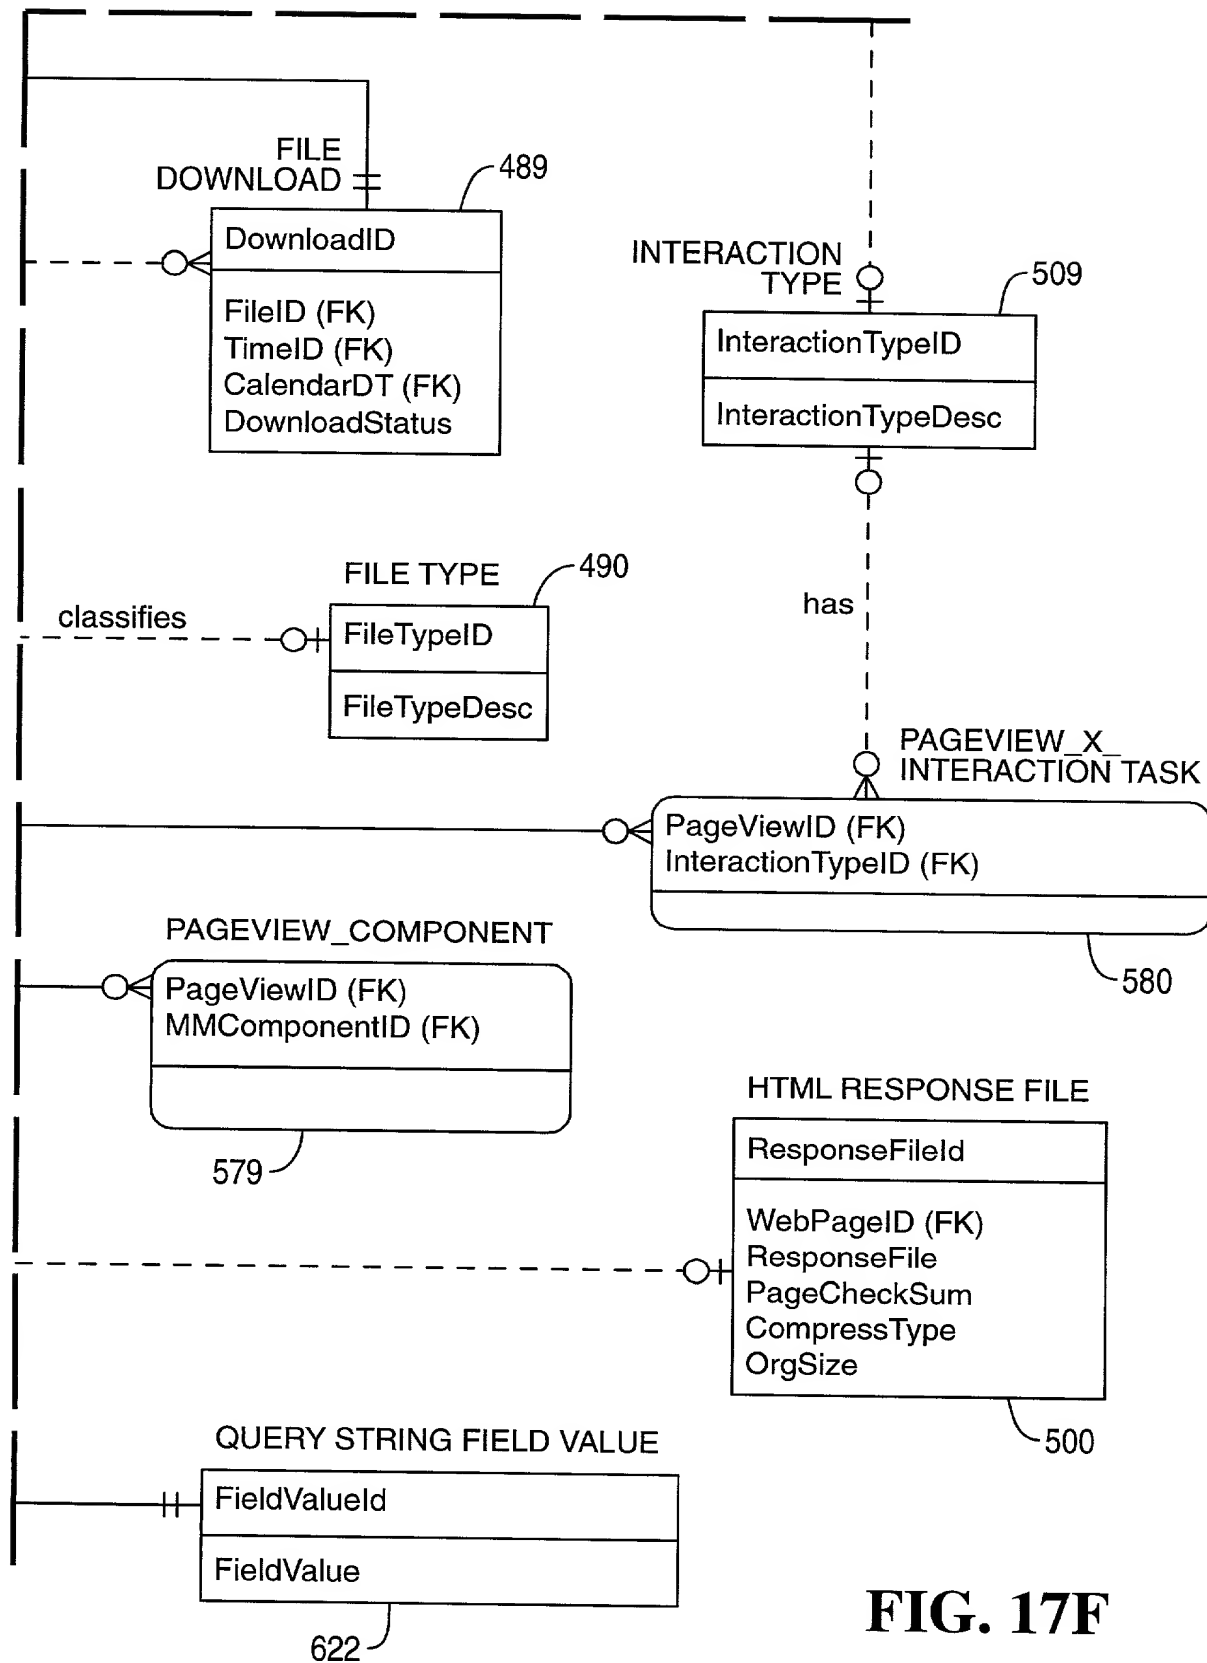 FILE
DOWNLOAD
489
DownloadID
FileID (FK)
TimeID (FK)
CalendarDT (FK)
DownloadStatus
INTERACTION
TYPE
509
InteractionTypeID
InteractionTypeDesc
has
FILE TYPE
490
classifies
FileTypeID
FileTypeDesc
PAGEVIEW_X_
INTERACTION TASK
PageViewID (FK)
InteractionTypeID (FK)
580
PAGEVIEW_COMPONENT
PageViewID (FK)
MMComponentID (FK)
579
HTML RESPONSE FILE
ResponseFileId
WebPageID (FK)
ResponseFile
PageCheckSum
CompressType
OrgSize
500
QUERY STRING FIELD VALUE
FieldValueId
FieldValue
622
FIG. 17F